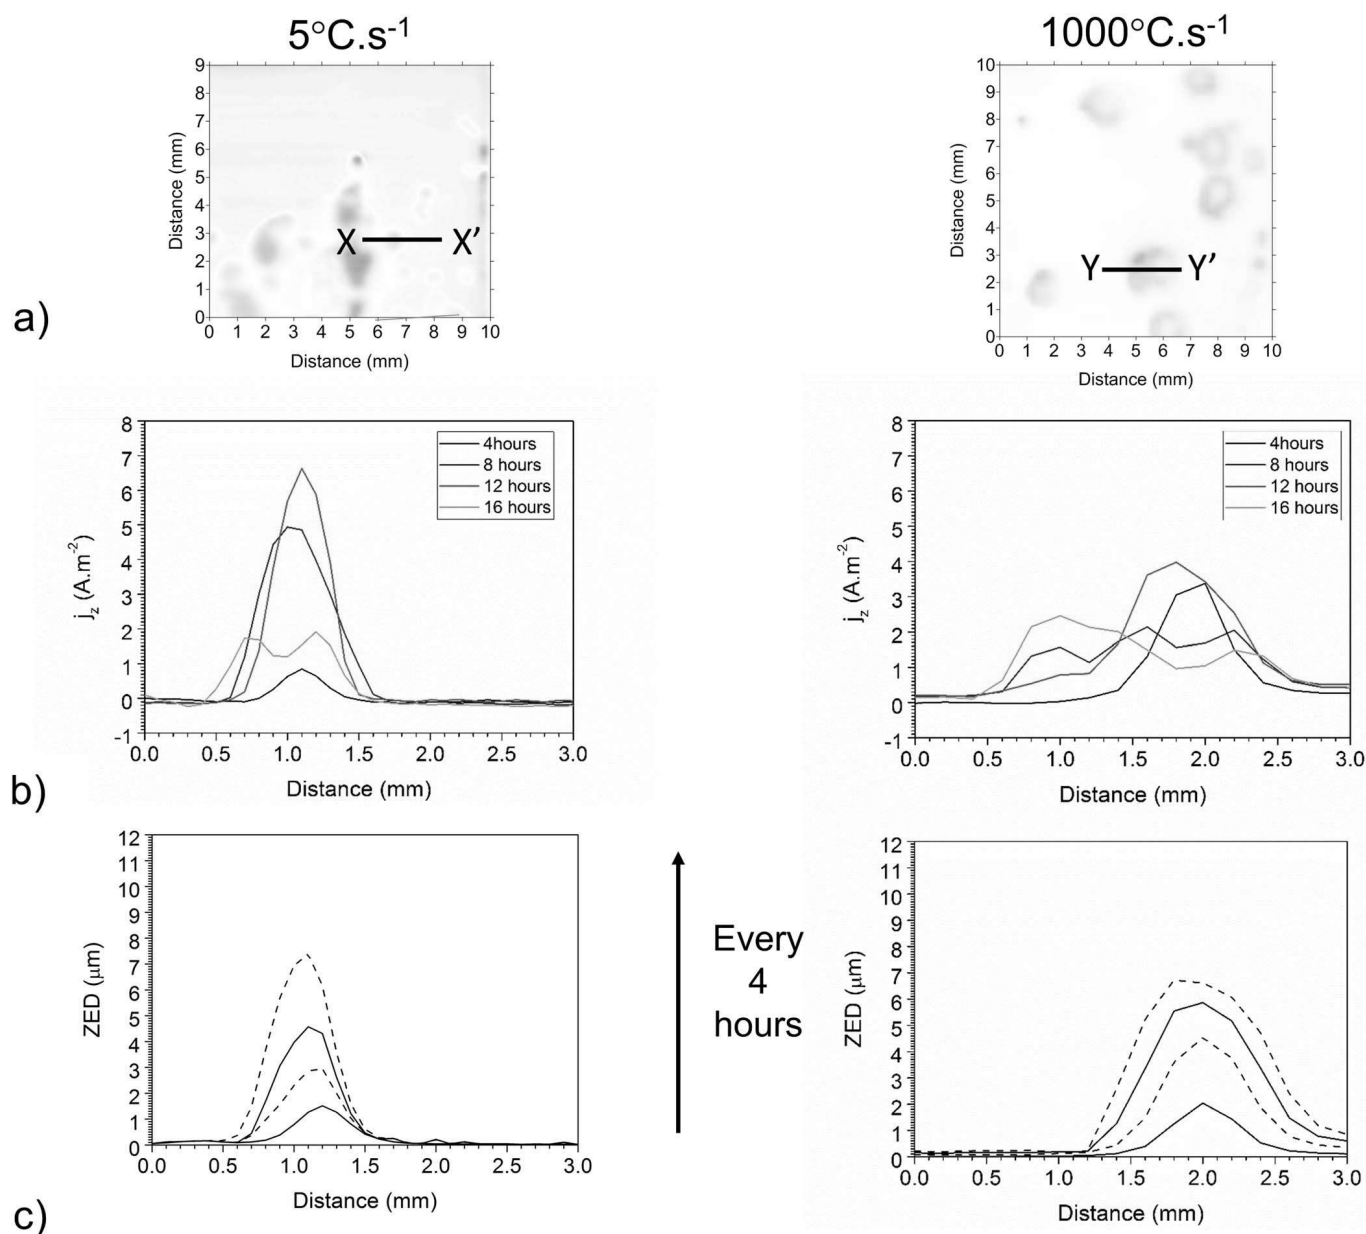 5°C.s-1
1000°C.s-1
9
8
7
6
5
4
3
2
1
0
Distance (mm)
X X’
0 1 2 3 4 5 6 7 8 9 10
Distance (mm)
10
9
8
7
6
5
4
3
2
1
0
Distance (mm)
Y Y’
0 1 2 3 4 5 6 7 8 9 10
Distance (mm)
a)
8
7
6
5
4
3
2
1
0
-1
jz (A.m-2)
4hours
8 hours
12 hours
16 hours
0.0 0.5 1.0 1.5 2.0 2.5 3.0
Distance (mm)
8
7
6
5
4
3
2
1
0
-1
jz (A.m-2)
4hours
8 hours
12 hours
16 hours
0.0 0.5 1.0 1.5 2.0 2.5 3.0
Distance (mm)
b)
12
11
10
9
8
7
6
5
4
3
2
1
0
ZED (μm)
0.0 0.5 1.0 1.5 2.0 2.5 3.0
Distance (mm)
Every
4
hours
12
11
10
9
8
7
6
5
4
3
2
1
0
ZED (μm)
0.0 0.5 1.0 1.5 2.0 2.5 3.0
Distance (mm)
c)